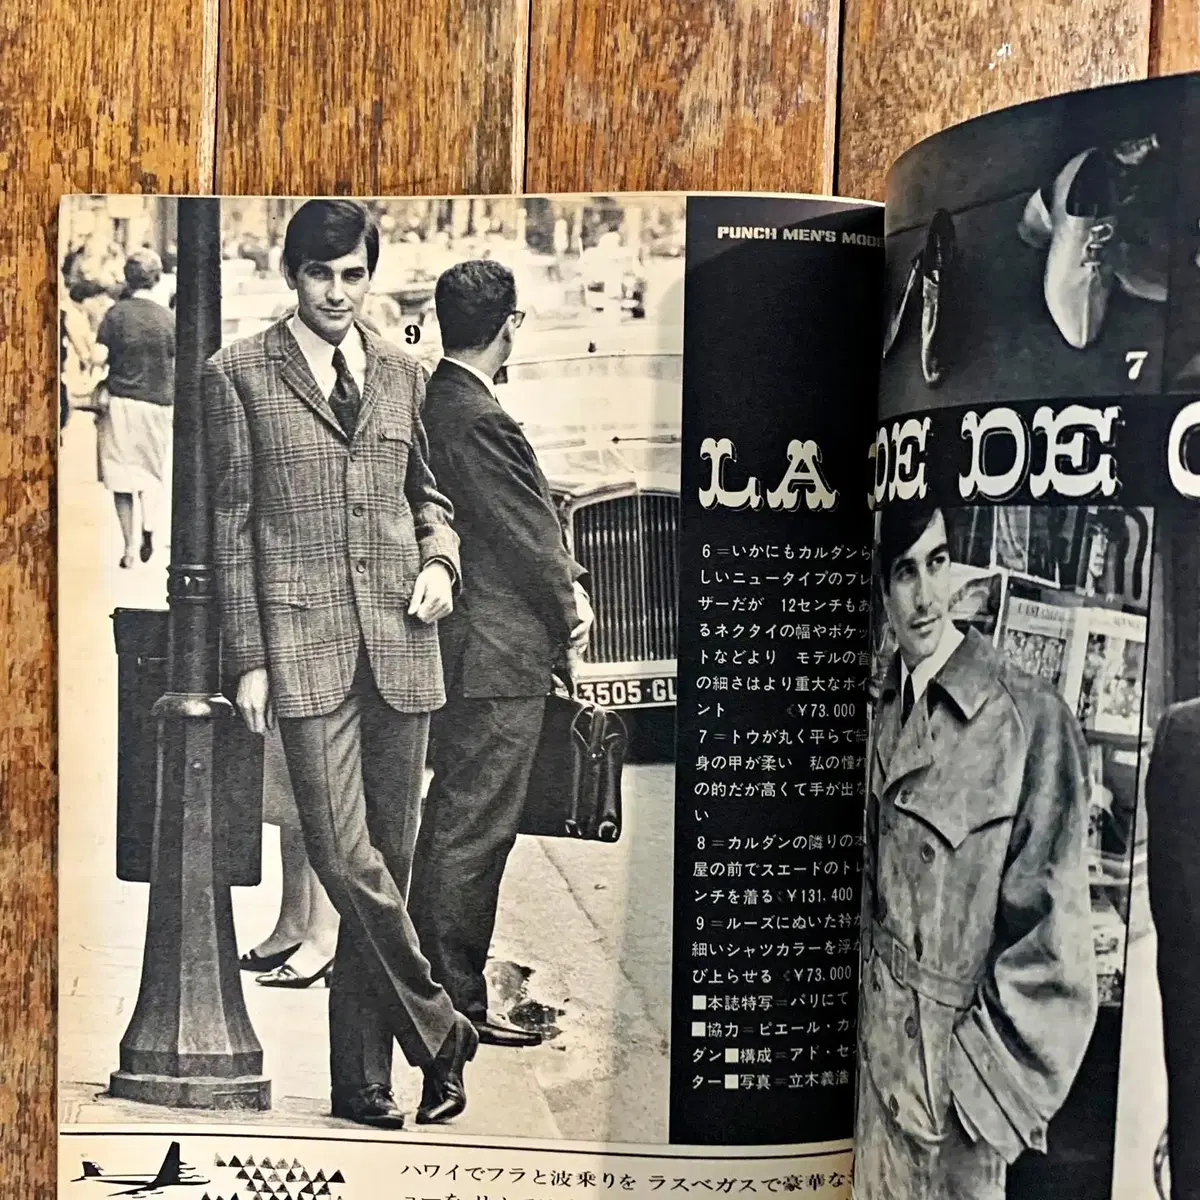 PUNCH MEN'S MODE
9
7
LA DE DE
6=いかにもカルダンら
しいニュータイプのブレ
ザーだが 12センチもあ
るネクタイの幅やポケッ
トなどより モデルの首
の細さはより重大なポイ
ント <¥73.000
7=トウが丸く平らで
身の甲が柔い 私の憧れ
の的だが高くて手が出な
い
8=カルダンの隣りの本
屋の前でスエードのトレ
ンチを着る<¥131.400
9=ルーズにぬいた衿が
細いシャツカラーを浮か
び上らせる<¥73.000
■本誌特写=パリにて
■協力=ピエール・カル
ダン■構成=アド・セン
ター■写真=立木義浩
3505·GL
ハワイでフラと波乗りを ラスベガスで豪華な